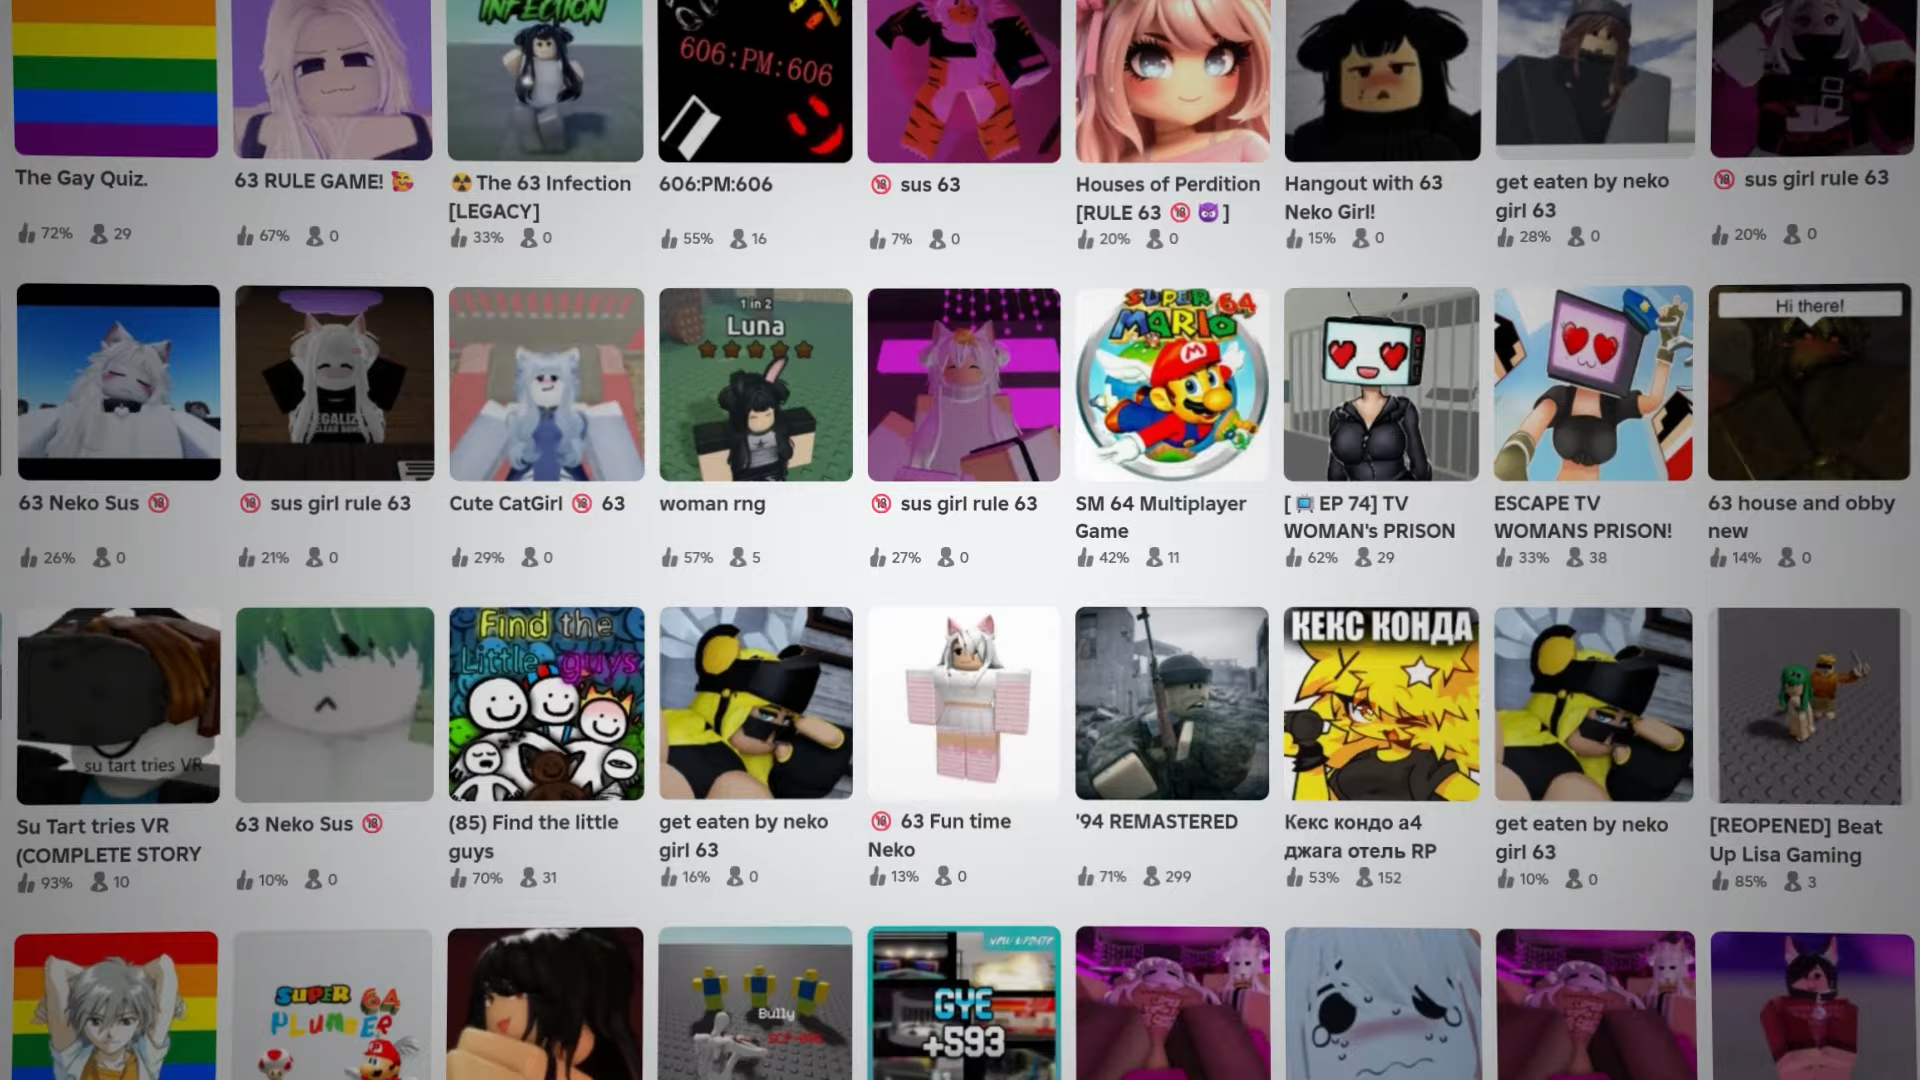 INFECTION
606:PM:606
The Gay Quiz.
63 RULE GAME! 🥰
☢️ The 63 Infection
[LEGACY]
606:PM:606
🔞 sus 63
Houses of Perdition
[RULE 63 🔞 😈 ]
Hangout with 63
Neko Girl!
get eaten by neko
girl 63
🔞 sus girl rule 63
72% 29
67% 0
33% 0
55% 16
7% 0
20% 0
15% 0
28% 0
20% 0
1 in 2
Luna
SUPER MARIO 64
Hi there!
63 Neko Sus 🔞
🔞 sus girl rule 63
Cute CatGirl 🔞 63
woman rng
🔞 sus girl rule 63
SM 64 Multiplayer
Game
[ 📺 EP 74] TV
WOMAN's PRISON
ESCAPE TV
WOMANS PRISON!
63 house and obby
new
26% 0
21% 0
29% 0
57% 5
27% 0
42% 11
62% 29
33% 38
14% 0
su tart tries VR
Find the
Little guys
КЕКС КОНДА
Su Tart tries VR
(COMPLETE STORY
63 Neko Sus 🔞
(85) Find the little
guys
get eaten by neko
girl 63
🔞 63 Fun time
Neko
'94 REMASTERED
Кекс кондо а4
джага отель RP
get eaten by neko
girl 63
[REOPENED] Beat
Up Lisa Gaming
93% 10
10% 0
70% 31
16% 0
13% 0
71% 299
53% 152
10% 0
85% 3
SUPER 64
PLUMBER
Bully
NEW UPDATE
GYE
+593